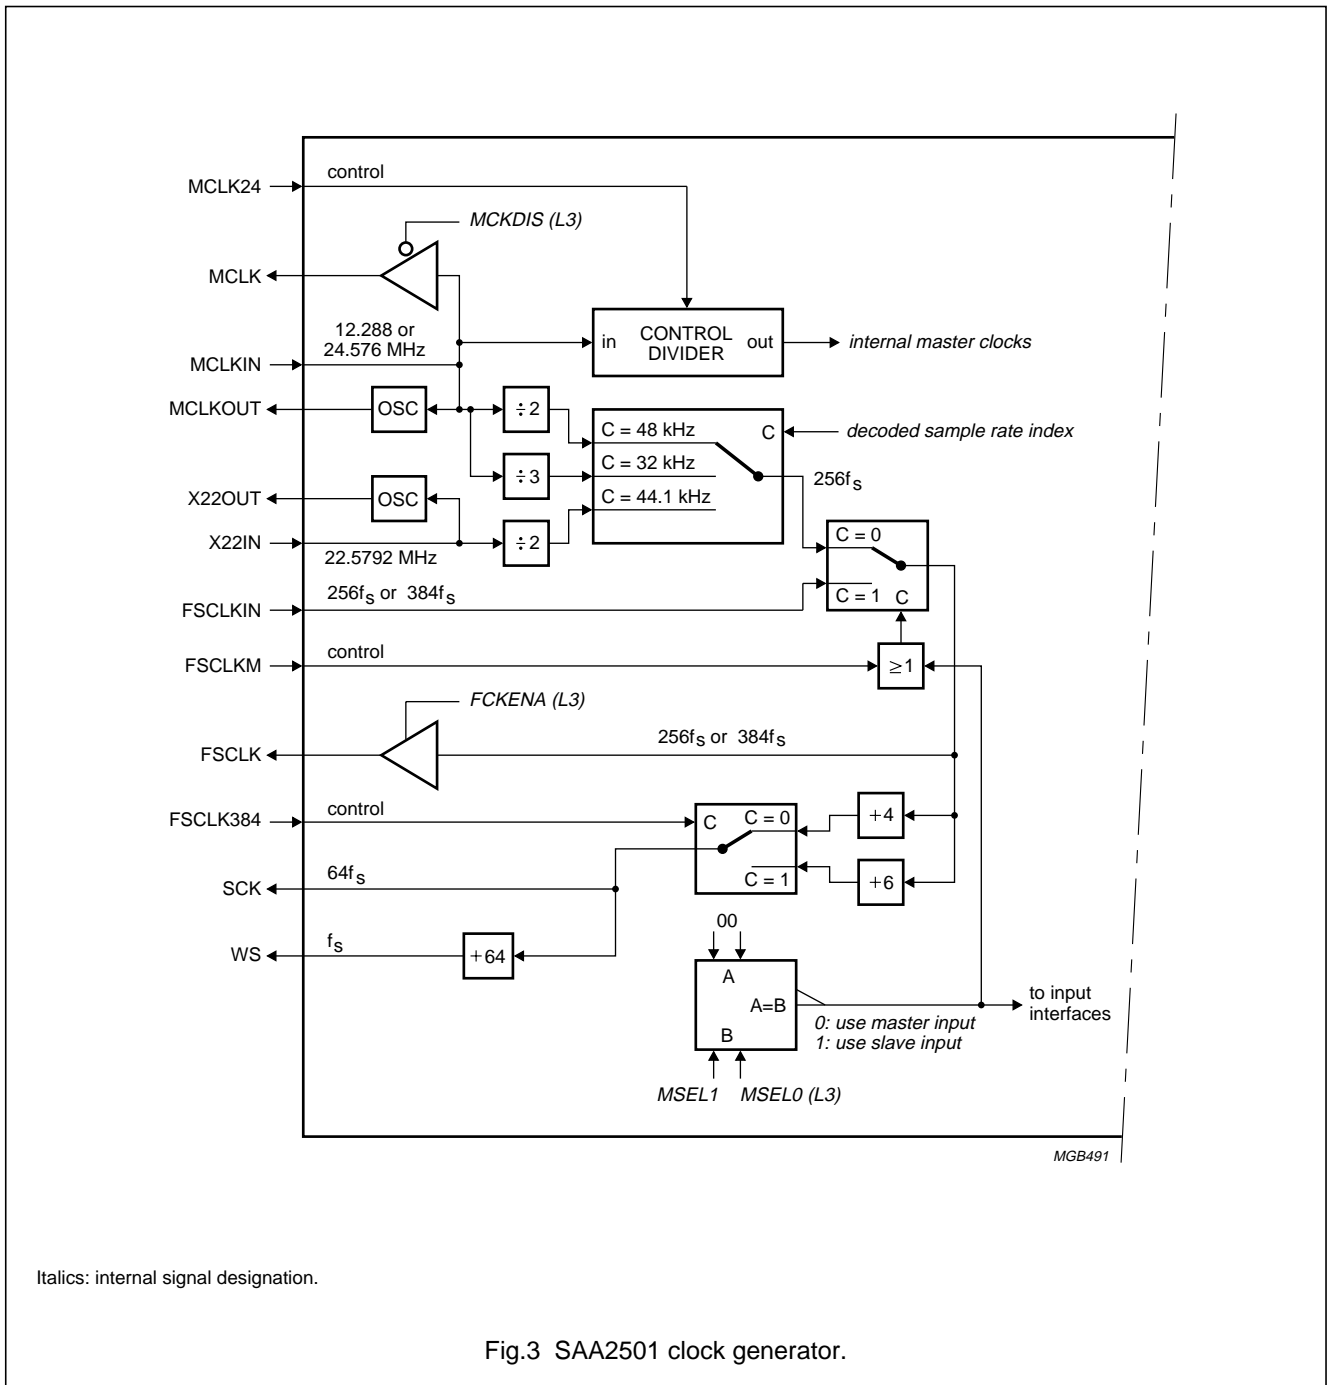 MCLK24
control
MCKDIS (L3)
MCLK
12.288 or
24.576 MHz
in
CONTROL
DIVIDER
out
internal master clocks
MCLKIN
MCLKOUT
OSC
÷2
C = 48 kHz
C
decoded sample rate index
÷3
C = 32 kHz
256fs
X22OUT
OSC
C = 44.1 kHz
X22IN
22.5792 MHz
÷2
C = 0
FSCLKIN
256fs or 384fs
C = 1
C
FSCLKM
control
≥1
FCKENA (L3)
FSCLK
256fs or 384fs
FSCLK384
control
C
C = 0
+4
SCK
64fs
C = 1
+6
00
WS
fs
+64
A
A=B
to input
interfaces
0: use master input
1: use slave input
B
MSEL1
MSEL0 (L3)
MGB491
Italics: internal signal designation.
Fig.3 SAA2501 clock generator.